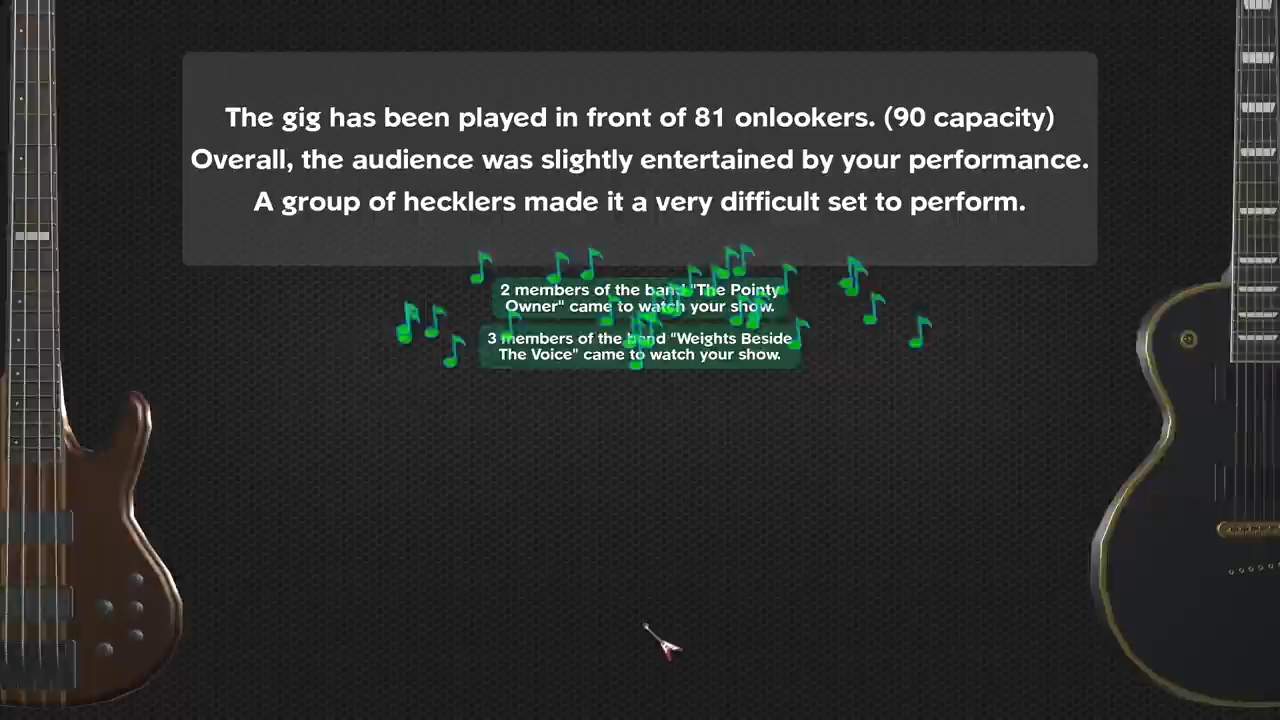 The gig has been played in front of 81 onlookers. (90 capacity)
Overall, the audience was slightly entertained by your performance.
A group of hecklers made it a very difficult set to perform.
2 members of the band "The Pointy
Owner" came to watch your show.
3 members of the band "Weights Beside
The Voice" came to watch your show.